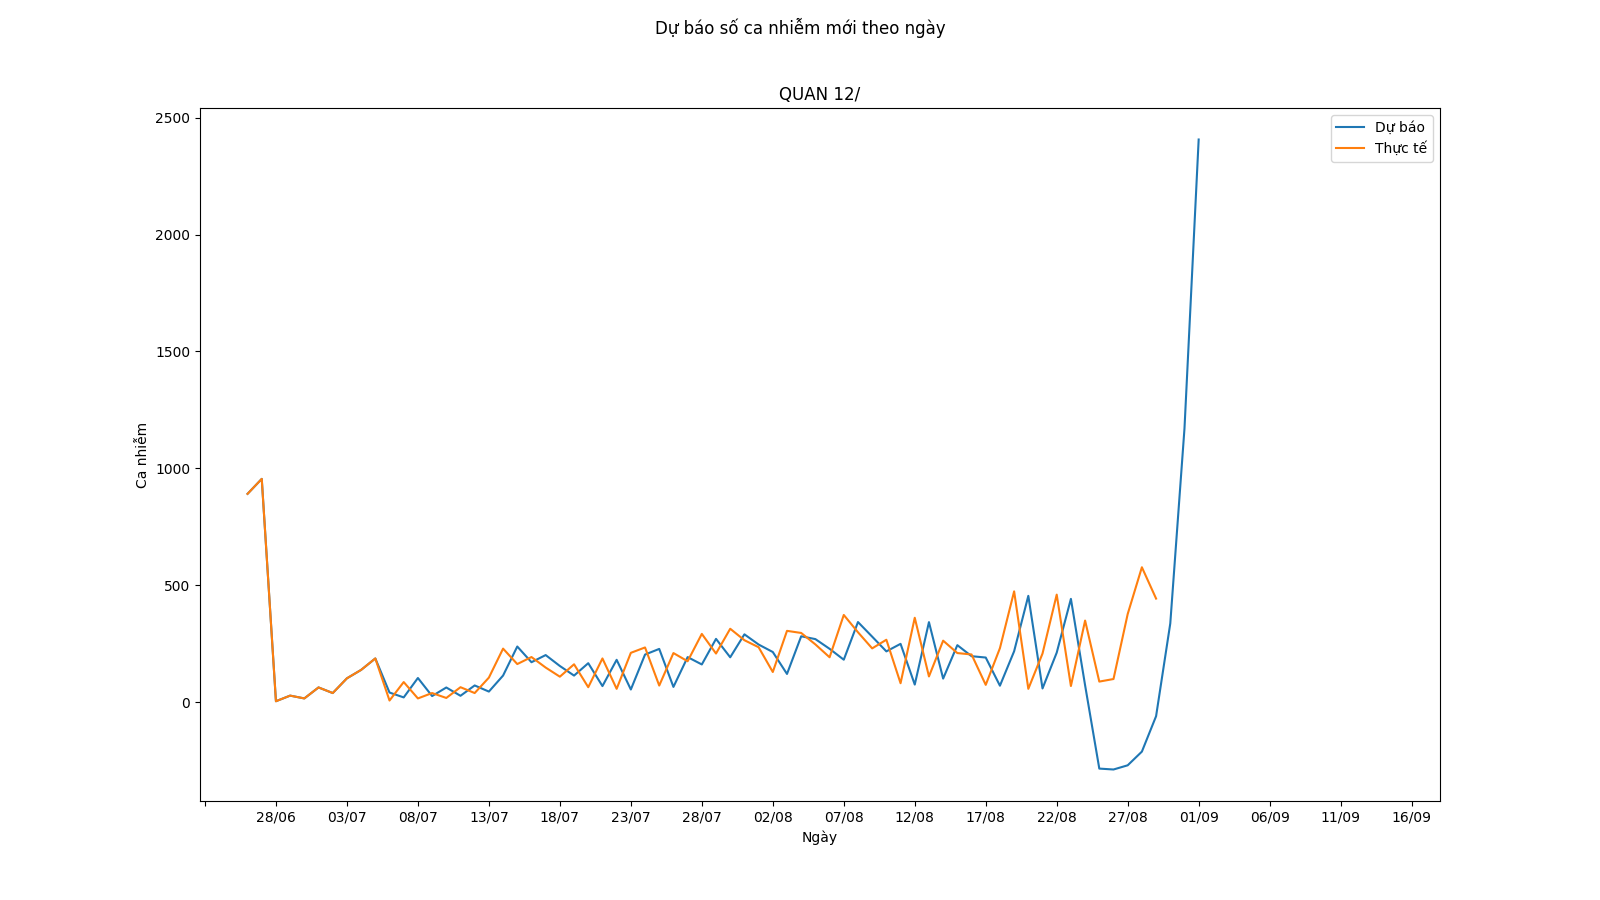 Dự báo số ca nhiễm mới theo ngày
QUAN 12/
Dự báo
Thực tế
2500
2000
1500
1000
500
0
Ca nhiễm
28/06 03/07 08/07 13/07 18/07 23/07 28/07 02/08 07/08 12/08 17/08 22/08 27/08 01/09 06/09 11/09 16/09
Ngày